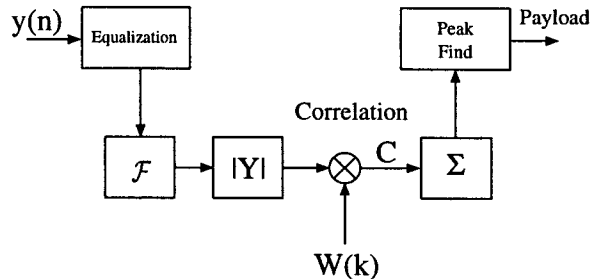 y(n)
Equalization
Peak
Find
Payload
Correlation
ℱ
|Y|
C
Σ
W(k)